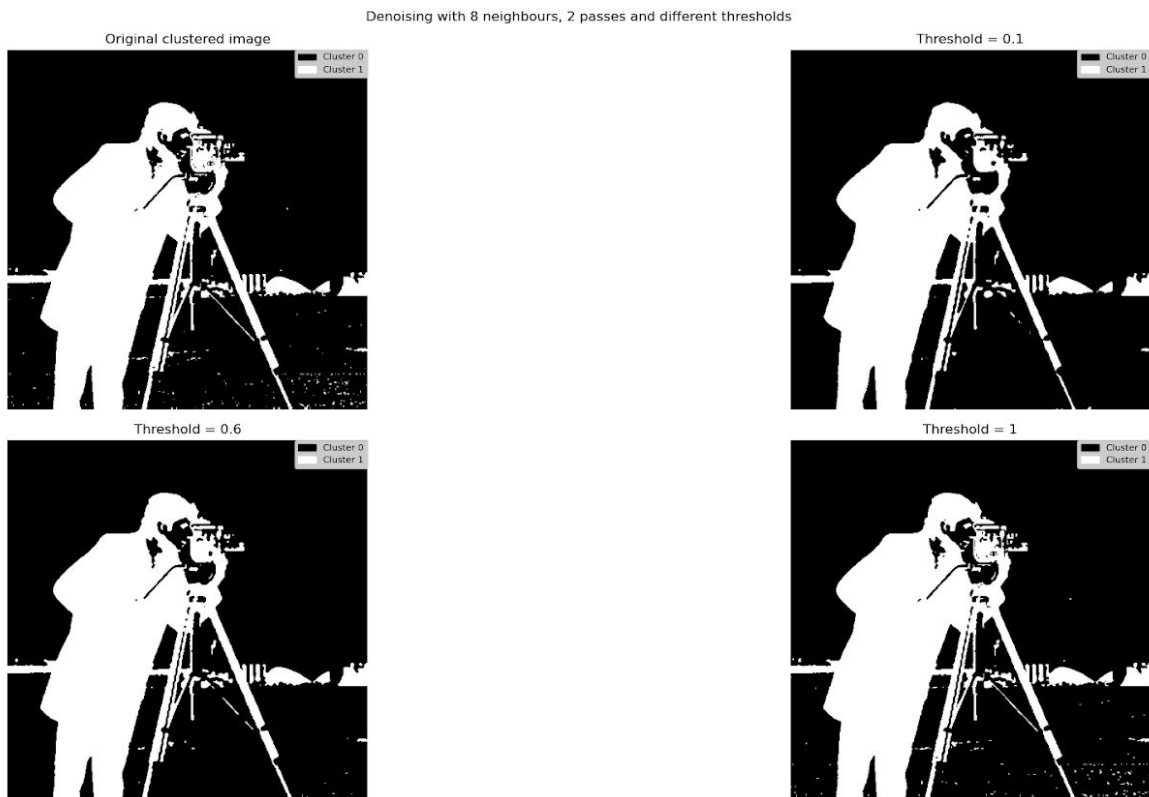 Denoising with 8 neighbours, 2 passes and different thresholds
Original clustered image
Threshold = 0.1
Cluster 0
Cluster 1
Cluster 0
Cluster 1
Threshold = 0.6
Threshold = 1
Cluster 0
Cluster 1
Cluster 0
Cluster 1